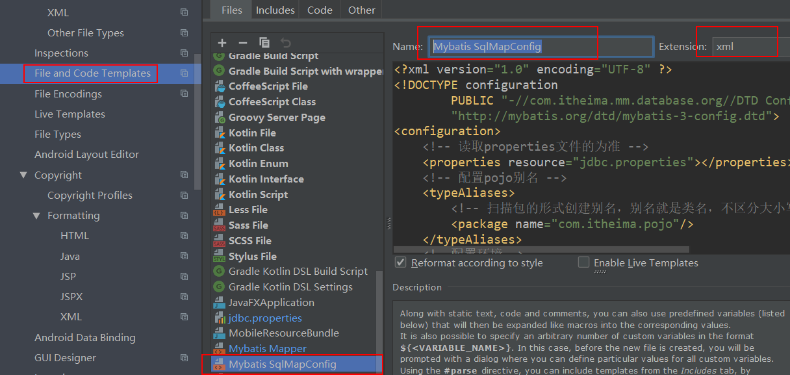 XML
Other File Types
Inspections
File and Code Templates
File Encodings
Live Templates
File Types
Android Layout Editor
Copyright
Copyright Profiles
Formatting
HTML
Java
JSP
JSPX
XML
Android Data Binding
GUI Designer
Files Includes Code Other
Gradle Build Script
Gradle Build Script with wrappe
CoffeeScript File
CoffeeScript Class
Groovy Server Page
Kotlin File
Kotlin Class
Kotlin Enum
Kotlin Interface
Kotlin Script
Less File
Sass File
SCSS File
Stylus File
Gradle Kotlin DSL Build Script
Gradle Kotlin DSL Settings
JavaFXApplication
jdbc.properties
MobileResourceBundle
Mybatis Mapper
Mybatis SqlMapConfig
Name: Mybatis SqlMapConfig Extension: xml
<?xml version="1.0" encoding="UTF-8" ?>
<!DOCTYPE configuration
PUBLIC "-//com.itheima.mm.database.org//DTD Conf
"http://mybatis.org/dtd/mybatis-3-config.dtd">
<configuration>
<!-- 读取properties文件的为准 -->
<properties resource="jdbc.properties"></properties>
<!-- 配置pojo别名 -->
<typeAliases>
<!-- 扫描包的形式创建别名，别名就是类名，不区分大小写
<package name="com.itheima.pojo"/>
</typeAliases>
Reformat according to style Enable Live Templates
Description
Along with static text, code and comments, you can also use predefined variables (listed
below) that will then be expanded like macros into the corresponding values.
It is also possible to specify an arbitrary number of custom variables in the format
${<VARIABLE_NAME>}. In this case, before the new file is created, you will be
prompted with a dialog where you can define particular values for all custom variables.
Using the #parse directive, you can include templates from the Includes tab, by